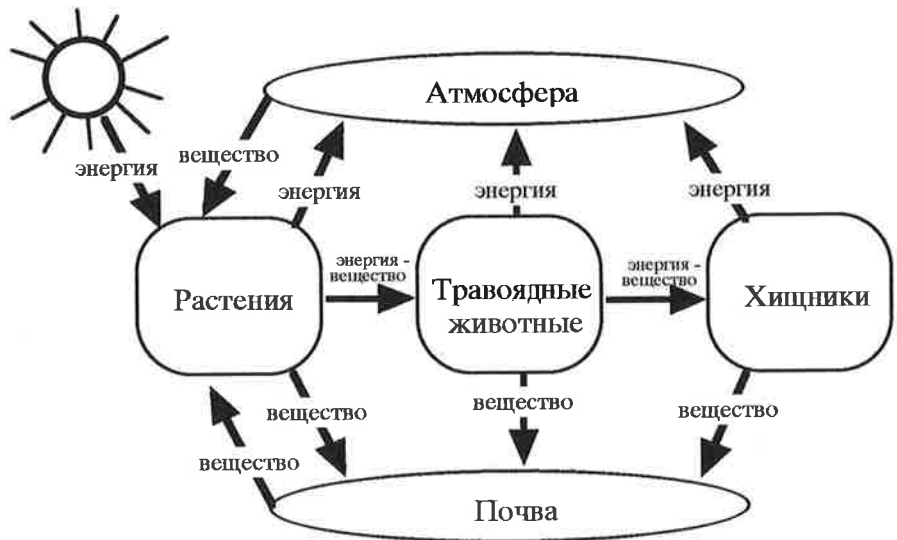 Атмосфера
энергия
вещество
энергия
энергия
энергия
Растения
энергия -
вещество
Травоядные
животные
энергия -
вещество
Хищники
вещество
вещество
вещество
вещество
Почва